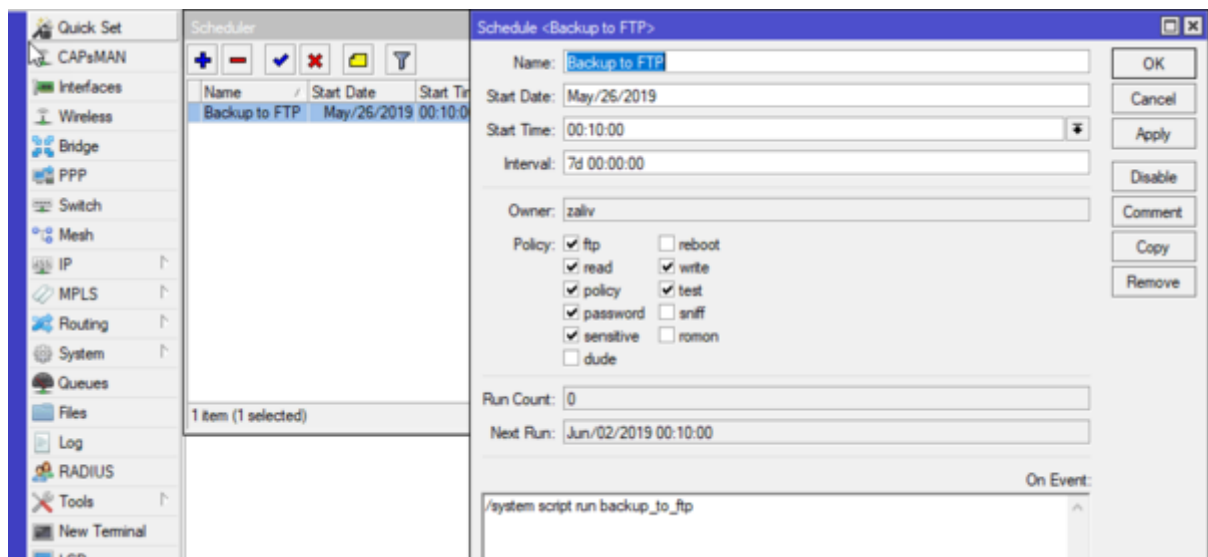 Quick Set
CAPsMAN
Interfaces
Wireless
Bridge
PPP
Switch
Mesh
IP
MPLS
Routing
System
Queues
Files
Log
RADIUS
Tools
New Terminal
Scheduler
Name / Start Date Start Tim
Backup to FTP May/26/2019 00:10:0
1 item (1 selected)
Schedule <Backup to FTP>
Name: Backup to FTP
Start Date: May/26/2019
Start Time: 00:10:00
Interval: 7d 00:00:00
Owner: zaliv
Policy: ftp reboot
read write
policy test
password sniff
sensitive romon
dude
Run Count: 0
Next Run: Jun/02/2019 00:10:00
On Event:
/system script run backup_to_ftp
OK
Cancel
Apply
Disable
Comment
Copy
Remove